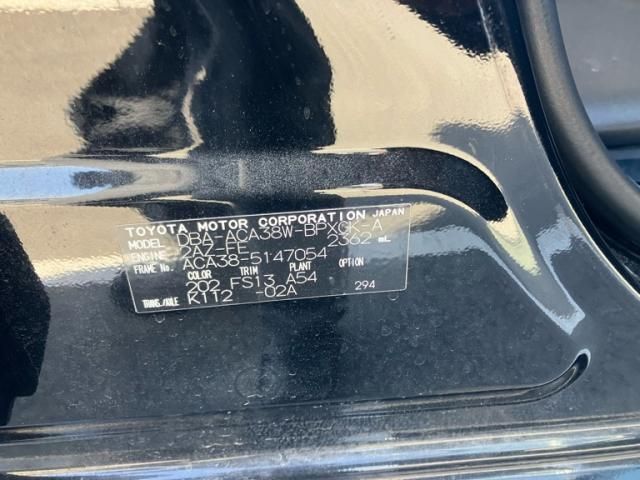 TOYOTA MOTOR CORPORATION JAPAN
MODEL DBA-ACA38W-BPXGK-A
ENGINE 2AZ-FE 2362 mL
FRAME No. ACA38-5147054
COLOR TRIM PLANT OPTION
202 FS13 A54
TRANS./AXLE K112 -02A 294